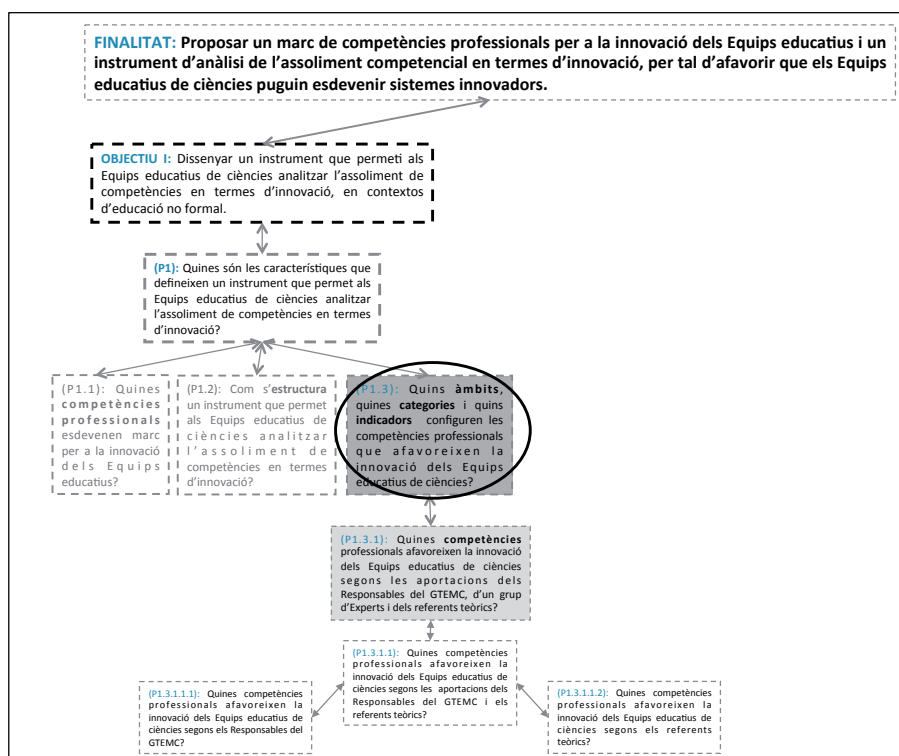 FINALITAT: Proposar un marc de competències professionals per a la innovació dels Equips educatius i un
instrument d'anàlisi de l'assoliment competencial en termes d'innovació, per tal d'afavorir que els Equips
educatius de ciències puguin esdevenir sistemes innovadors.
OBJECTIU I: Dissenyar un instrument que permeti als
Equips educatius de ciències analitzar l'assoliment de
competències en termes d'innovació, en contextos
d'educació no formal.
(P1): Quines són les característiques que
defineixen un instrument que permet als
Equips educatius de ciències analitzar
l'assoliment de competències en termes
d'innovació?
(P1.1): Quines
competències
professionals
esdevenen marc
per a la innovació
dels Equips
educatius?
(P1.2): Com s'estructura
un instrument que permet
als Equips educatius de
ciències analitzar
l'assoliment de
competències en termes
d'innovació?
(P1.3): Quins àmbits,
quines categories i quins
indicadors configuren les
competències professionals
que afavoreixen la
innovació dels Equips
educatius de ciències?
(P1.3.1): Quines competències
professionals afavoreixen la innovació
dels Equips educatius de ciències
segons les aportacions dels
Responsables del GTEMC, d'un grup
d'Experts i dels referents teòrics?
(P1.3.1.1): Quines competències
professionals afavoreixen la
innovació dels Equips educatius de
ciències segons les aportacions dels
Responsables del GTEMC i els
referents teòrics?
(P1.3.1.1.1): Quines competències
professionals afavoreixen la
innovació dels Equips educatius de
ciències segons els Responsables del
GTEMC?
(P1.3.1.1.2): Quines competències
professionals afavoreixen la
innovació dels Equips educatius de
ciències segons els referents
teòrics?